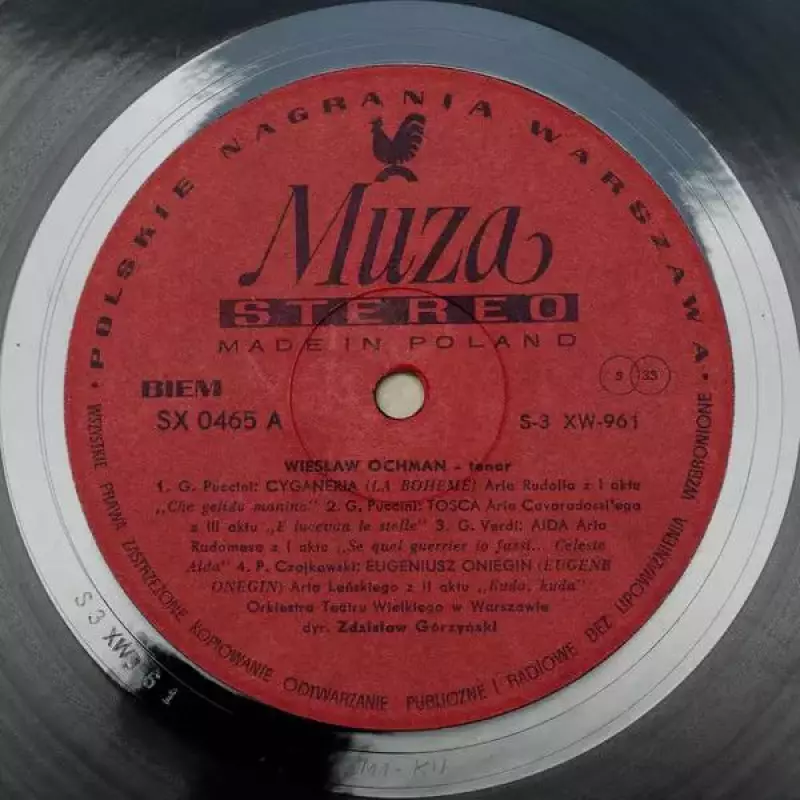 POLSKIE NAGRANIA WARSZAWA
Muza
STEREO
MADE IN POLAND
BIEM
SX 0465 A
S 33
S-3 XW-961
WIESŁAW OCHMAN - tenor
1. G. Puccini: CYGANERIA (LA BOHEME) Aria Rudolfa z I aktu
„Che gelida manina" 2. G. Puccini: TOSCA Aria Cavaradossi'ego
z III aktu „E lucevan le stelle" 3. G. Verdi: AIDA Aria
Radamesa z I aktu „Se quel guerrier io fussi... Celeste
Aida" 4. P. Czajkowski: EUGENIUSZ ONIEGIN (EUGENE
ONEGIN) Aria Leńskiego z II aktu „Kuda, kuda"
Orkiestra Teatru Wielkiego w Warszawie
dyr. Zdzisław Górzyński
WSZYSTKIE PRAWA ZASTRZEŻONE KOPIOWANIE ODTWARZANIE PUBLICZNE I RADIOWE BEZ UPOWAŻNIENIA WZBRONIONE
S 3 XW961